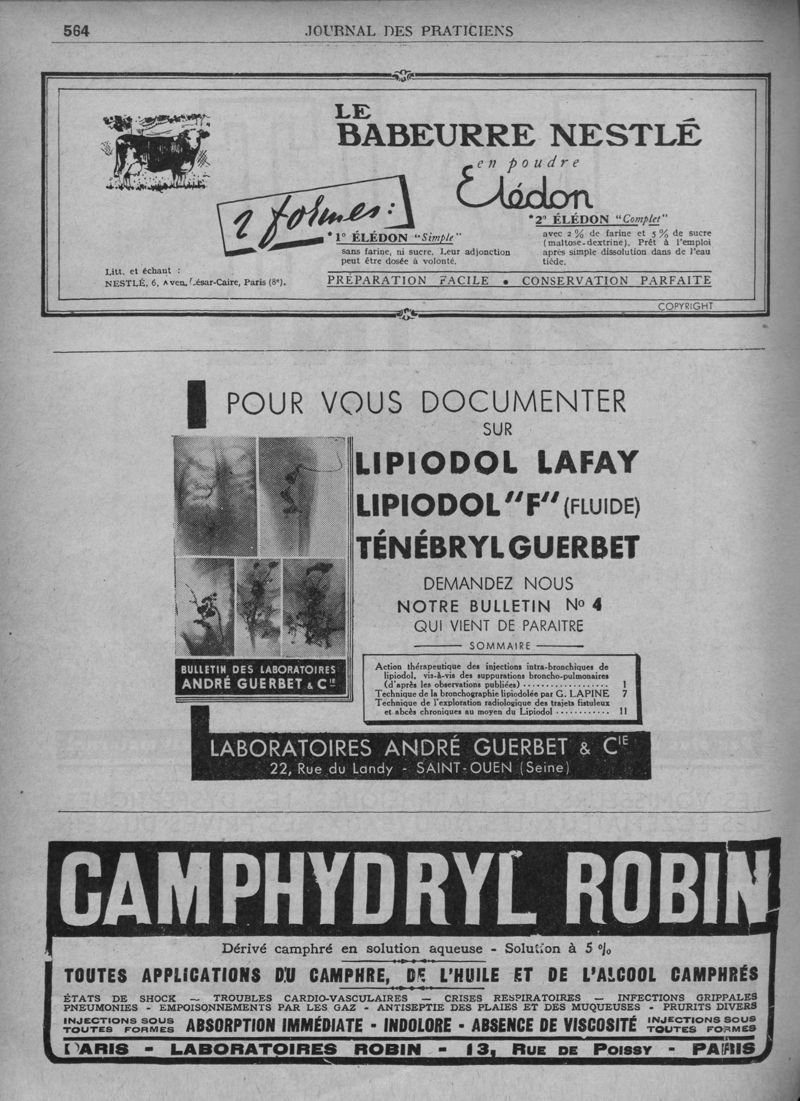 564
JOURNAL DES PRATICIENS
LE
BABEURRE NESTLÉ
en poudre
Elédon
2 formes:
*1º ÉLÉDON "Simple"
sans farine, ni sucre. Leur adjonction
peut être dosée à volonté.
*2º ÉLÉDON "Complet"
avec 2 % de farine et 5 % de sucre
(maltose-dextrine). Prêt à l'emploi
après simple dissolution dans de l'eau
tiède.
Litt. et échant :
NESTLÉ, 6, Aven. César-Caire, Paris (8e).
PRÉPARATION FACILE • CONSERVATION PARFAITE
COPYRIGHT
POUR VOUS DOCUMENTER
SUR
LIPIODOL LAFAY
LIPIODOL "F" (FLUIDE)
TÉNÉBRYL GUERBET
DEMANDEZ NOUS
NOTRE BULLETIN No 4
QUI VIENT DE PARAITRE
SOMMAIRE
Action thérapeutique des injections intra-bronchiques de
lipiodol, vis-à-vis des suppurations broncho-pulmonaires
(d'après les observations publiées) .................. 1
Technique de la bronchographie lipiodolée par G. LAPINE 7
Technique de l'exploration radiologique des trajets fistuleux
et abcès chroniques au moyen du Lipiodol ............ 11
BULLETIN DES LABORATOIRES
ANDRÉ GUERBET & CIE
LABORATOIRES ANDRÉ GUERBET & CIE
22, Rue du Landy - SAINT-OUEN (Seine)
CAMPHYDRYL ROBIN
Dérivé camphré en solution aqueuse - Solution à 5 %
TOUTES APPLICATIONS DU CAMPHRE, DE L'HUILE ET DE L'ALCOOL CAMPHRÉS
ÉTATS DE SHOCK — TROUBLES CARDIO-VASCULAIRES — CRISES RESPIRATOIRES — INFECTIONS GRIPPALES
PNEUMONIES - EMPOISONNEMENTS PAR LES GAZ - ANTISEPTIE DES PLAIES ET DES MUQUEUSES - PRURITS DIVERS
INJECTIONS SOUS
TOUTES FORMES
ABSORPTION IMMÉDIATE - INDOLORE - ABSENCE DE VISCOSITÉ
INJECTIONS SOUS
TOUTES FORMES
PARIS - LABORATOIRES ROBIN - 13, RUE DE POISSY - PARIS